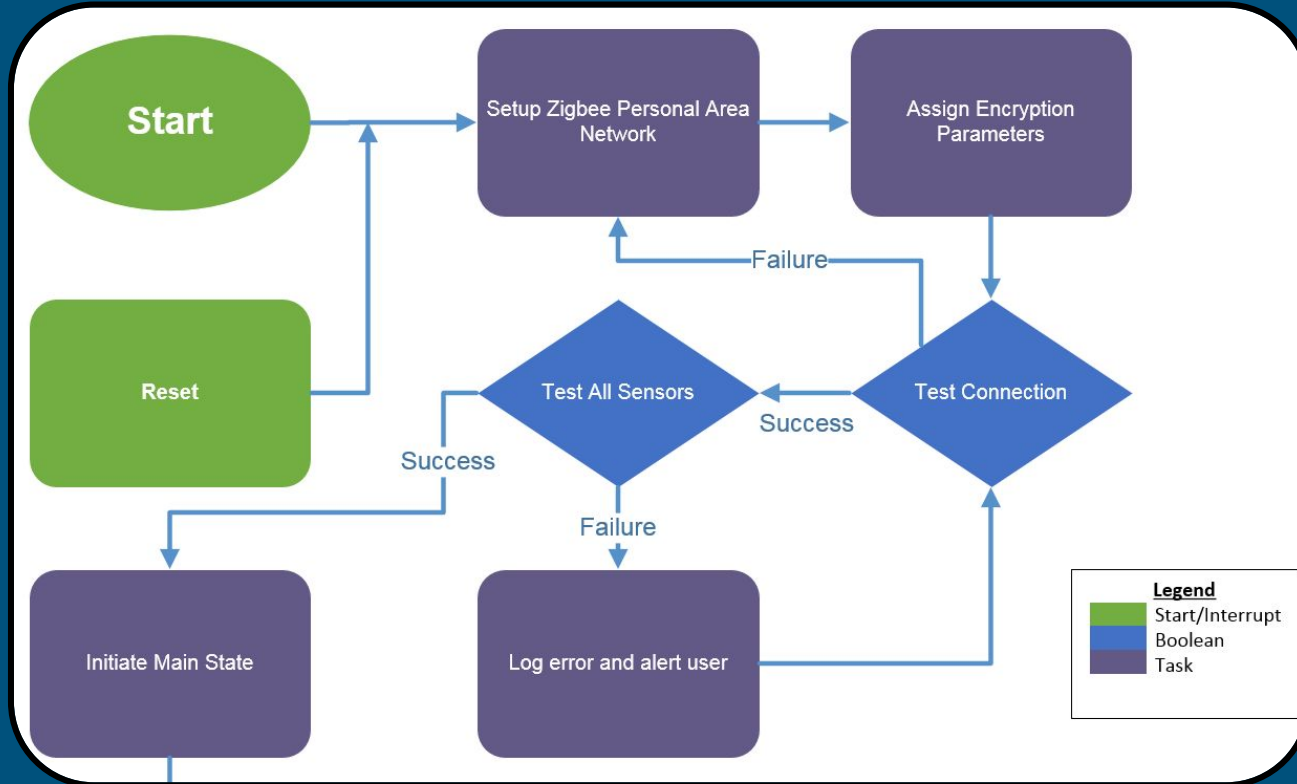 Start
Setup Zigbee Personal Area
Network
Assign Encryption
Parameters
Failure
Reset
Test All Sensors
Test Connection
Success
Success
Failure
Initiate Main State
Log error and alert user
Legend
Start/Interrupt
Boolean
Task